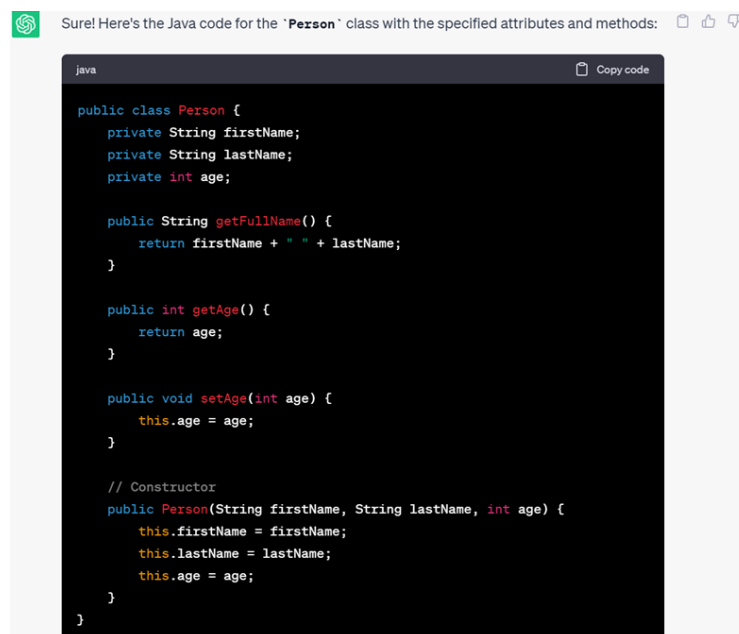 Sure! Here's the Java code for the `Person` class with the specified attributes and methods:
java
Copy code
public class Person {
    private String firstName;
    private String lastName;
    private int age;
    public String getFullName() {
        return firstName + " " + lastName;
    }
    public int getAge() {
        return age;
    }
    public void setAge(int age) {
        this.age = age;
    }
    // Constructor
    public Person(String firstName, String lastName, int age) {
        this.firstName = firstName;
        this.lastName = lastName;
        this.age = age;
    }
}